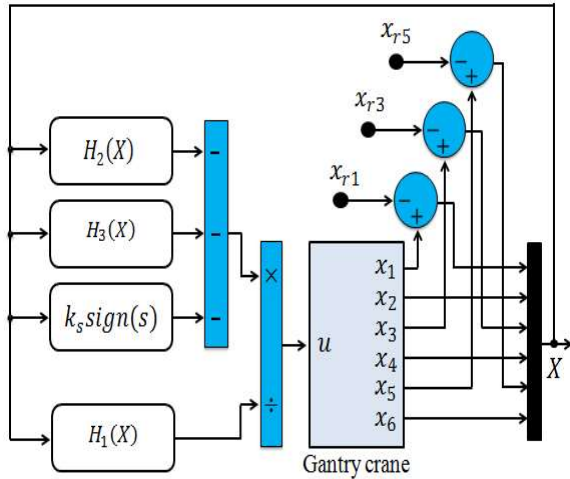 x_{r5}
-
+
x_{r3}
-
+
x_{r1}
-
+
H_2(X)
-
H_3(X)
-
k_s sign(s)
-
H_1(X)
×
÷
u
x_1
x_2
x_3
x_4
x_5
x_6
Gantry crane
X